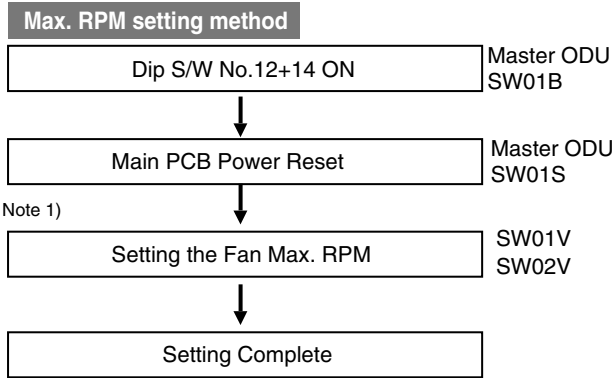 Max. RPM setting method
Dip S/W No.12+14 ON
Master ODU
SW01B
Main PCB Power Reset
Master ODU
SW01S
Note 1)
Setting the Fan Max. RPM
SW01V
SW02V
Setting Complete